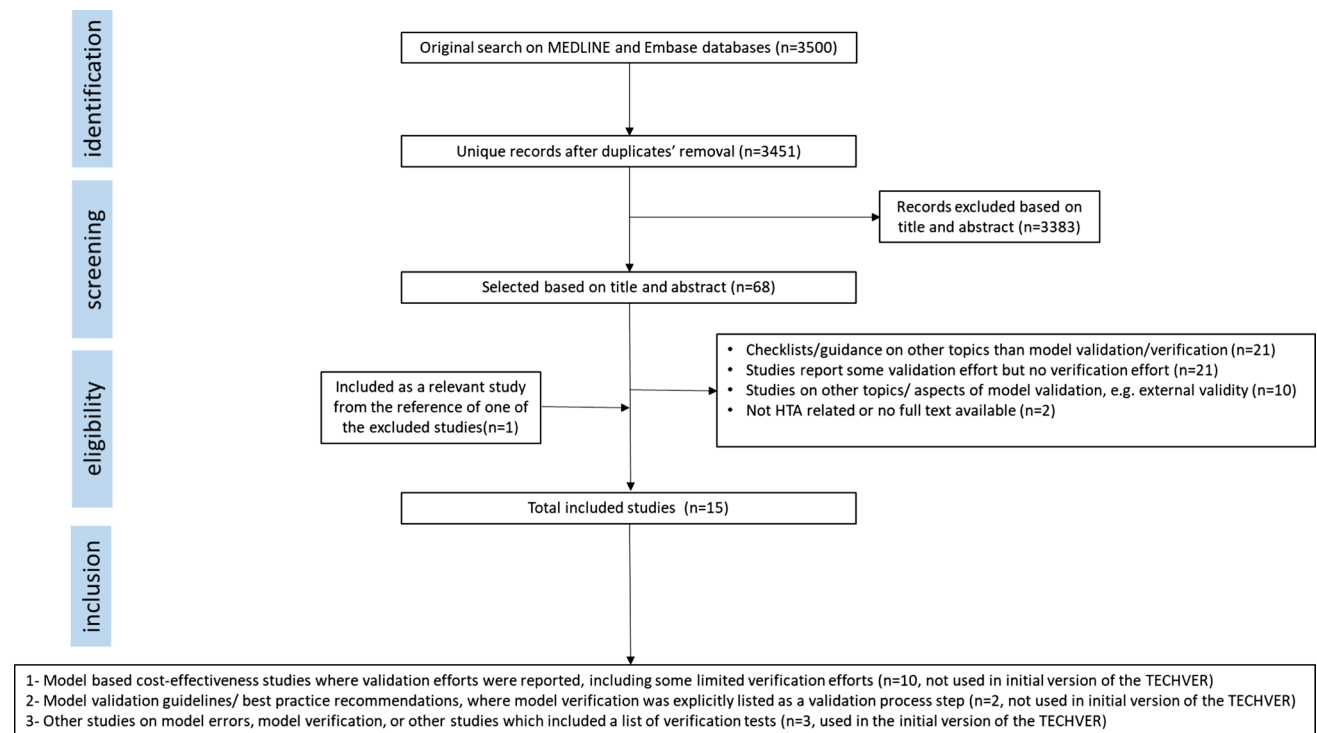 identification
Original search on MEDLINE and Embase databases (n=3500)
Unique records after duplicates' removal (n=3451)
screening
Records excluded based on
title and abstract (n=3383)
Selected based on title and abstract (n=68)
eligibility
• Checklists/guidance on other topics than model validation/verification (n=21)
• Studies report some validation effort but no verification effort (n=21)
• Studies on other topics/ aspects of model validation, e.g. external validity (n=10)
• Not HTA related or no full text available (n=2)
Included as a relevant study
from the reference of one of
the excluded studies(n=1)
Total included studies (n=15)
inclusion
1- Model based cost-effectiveness studies where validation efforts were reported, including some limited verification efforts (n=10, not used in initial version of the TECHVER)
2- Model validation guidelines/ best practice recommendations, where model verification was explicitly listed as a validation process step (n=2, not used in initial version of the TECHVER)
3- Other studies on model errors, model verification, or other studies which included a list of verification tests (n=3, used in the initial version of the TECHVER)